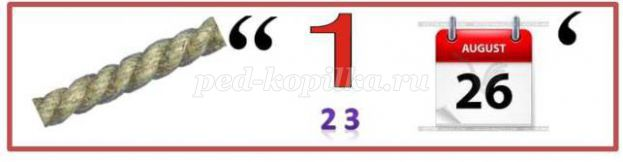 “ 1 ‘
AUGUST
26
2 3
ped-kopilka.ru